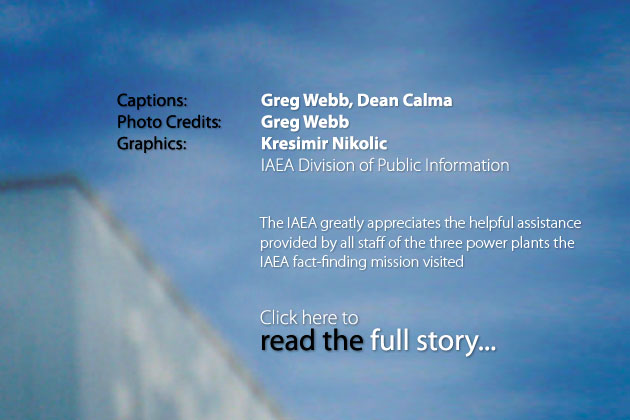 Captions: Greg Webb, Dean Calma
Photo Credits: Greg Webb
Graphics: Kresimir Nikolic
IAEA Division of Public Information
The IAEA greatly appreciates the helpful assistance
provided by all staff of the three power plants the
IAEA fact-finding mission visited
Click here to
read the full story...